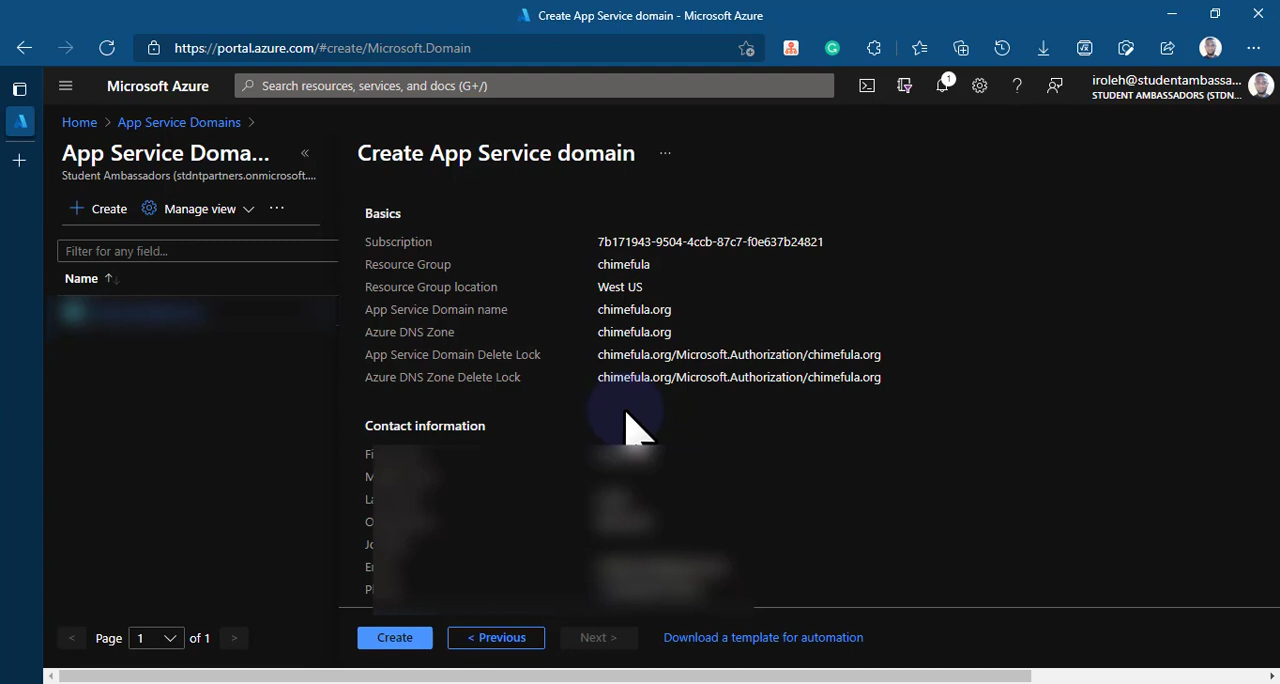 Create App Service domain - Microsoft Azure
https://portal.azure.com/#create/Microsoft.Domain
Microsoft Azure
Search resources, services, and docs (G+/)
1
iroleh@studentambassa...
STUDENT AMBASSADORS (STDN...
Home > App Service Domains >
App Service Doma... «
Student Ambassadors (stdntpartners.onmicrosoft....
+ Create Manage view ...
Filter for any field...
Name ↑↓
Create App Service domain ...
Basics
Subscription 7b171943-9504-4ccb-87c7-f0e637b24821
Resource Group chimefula
Resource Group location West US
App Service Domain name chimefula.org
Azure DNS Zone chimefula.org
App Service Domain Delete Lock chimefula.org/Microsoft.Authorization/chimefula.org
Azure DNS Zone Delete Lock chimefula.org/Microsoft.Authorization/chimefula.org
Contact information
< Page 1 of 1 >
Create < Previous Next > Download a template for automation